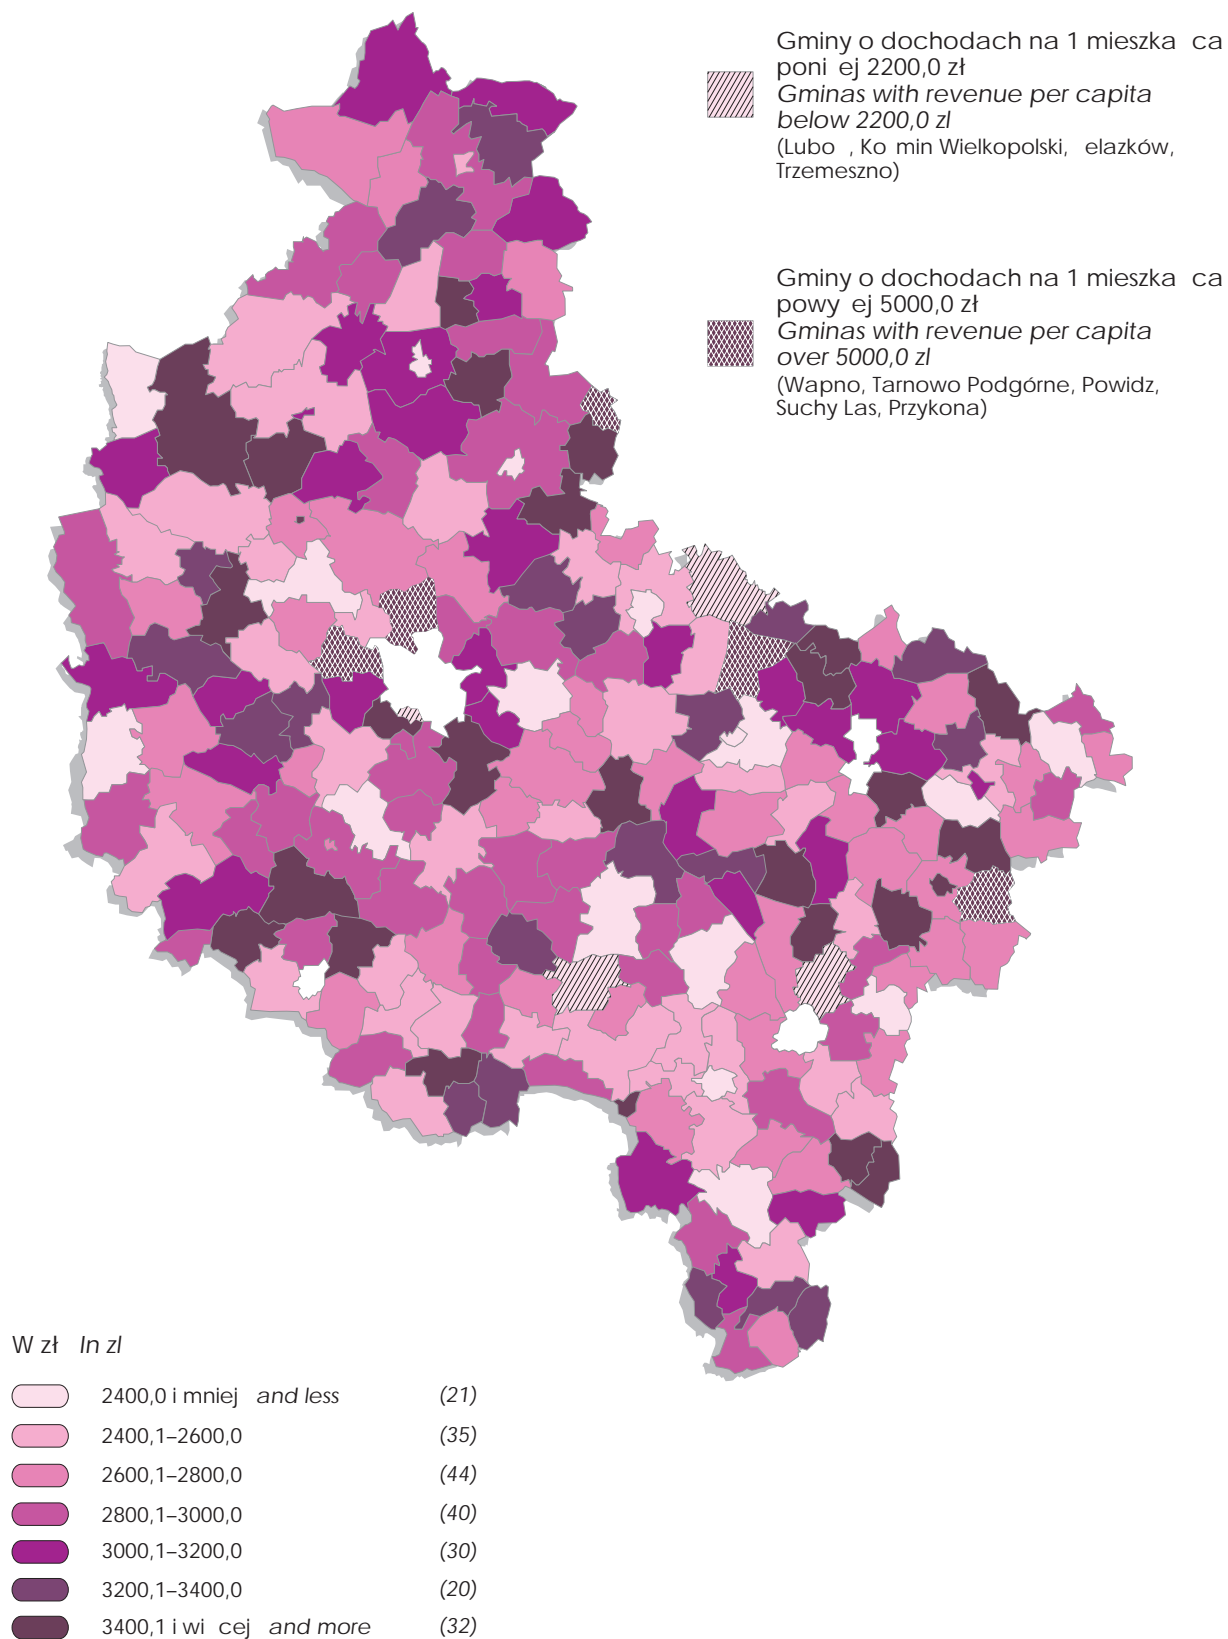 Gminy o dochodach na 1 mieszka ca
poni ej 2200,0 zł
Gminas with revenue per capita
below 2200,0 zl
(Lubo , Ko min Wielkopolski, elazków,
Trzemeszno)
Gminy o dochodach na 1 mieszka ca
powy ej 5000,0 zł
Gminas with revenue per capita
over 5000,0 zl
(Wapno, Tarnowo Podgórne, Powidz,
Suchy Las, Przykona)
W zł In zl
2400,0 i mniej and less (21)
2400,1–2600,0 (35)
2600,1–2800,0 (44)
2800,1–3000,0 (40)
3000,1–3200,0 (30)
3200,1–3400,0 (20)
3400,1 i wi cej and more (32)